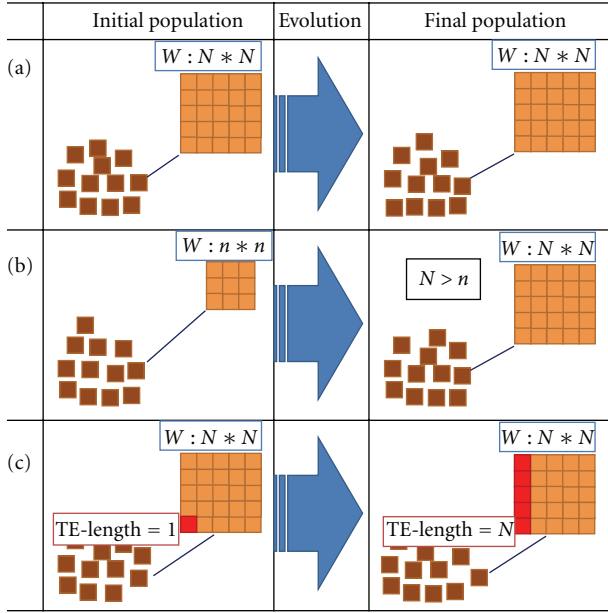 Initial population
Evolution
Final population
(a)
W : N ∗ N
W : N ∗ N
(b)
W : n ∗ n
N > n
W : N ∗ N
(c)
W : N ∗ N
TE-length = 1
W : N ∗ N
TE-length = N